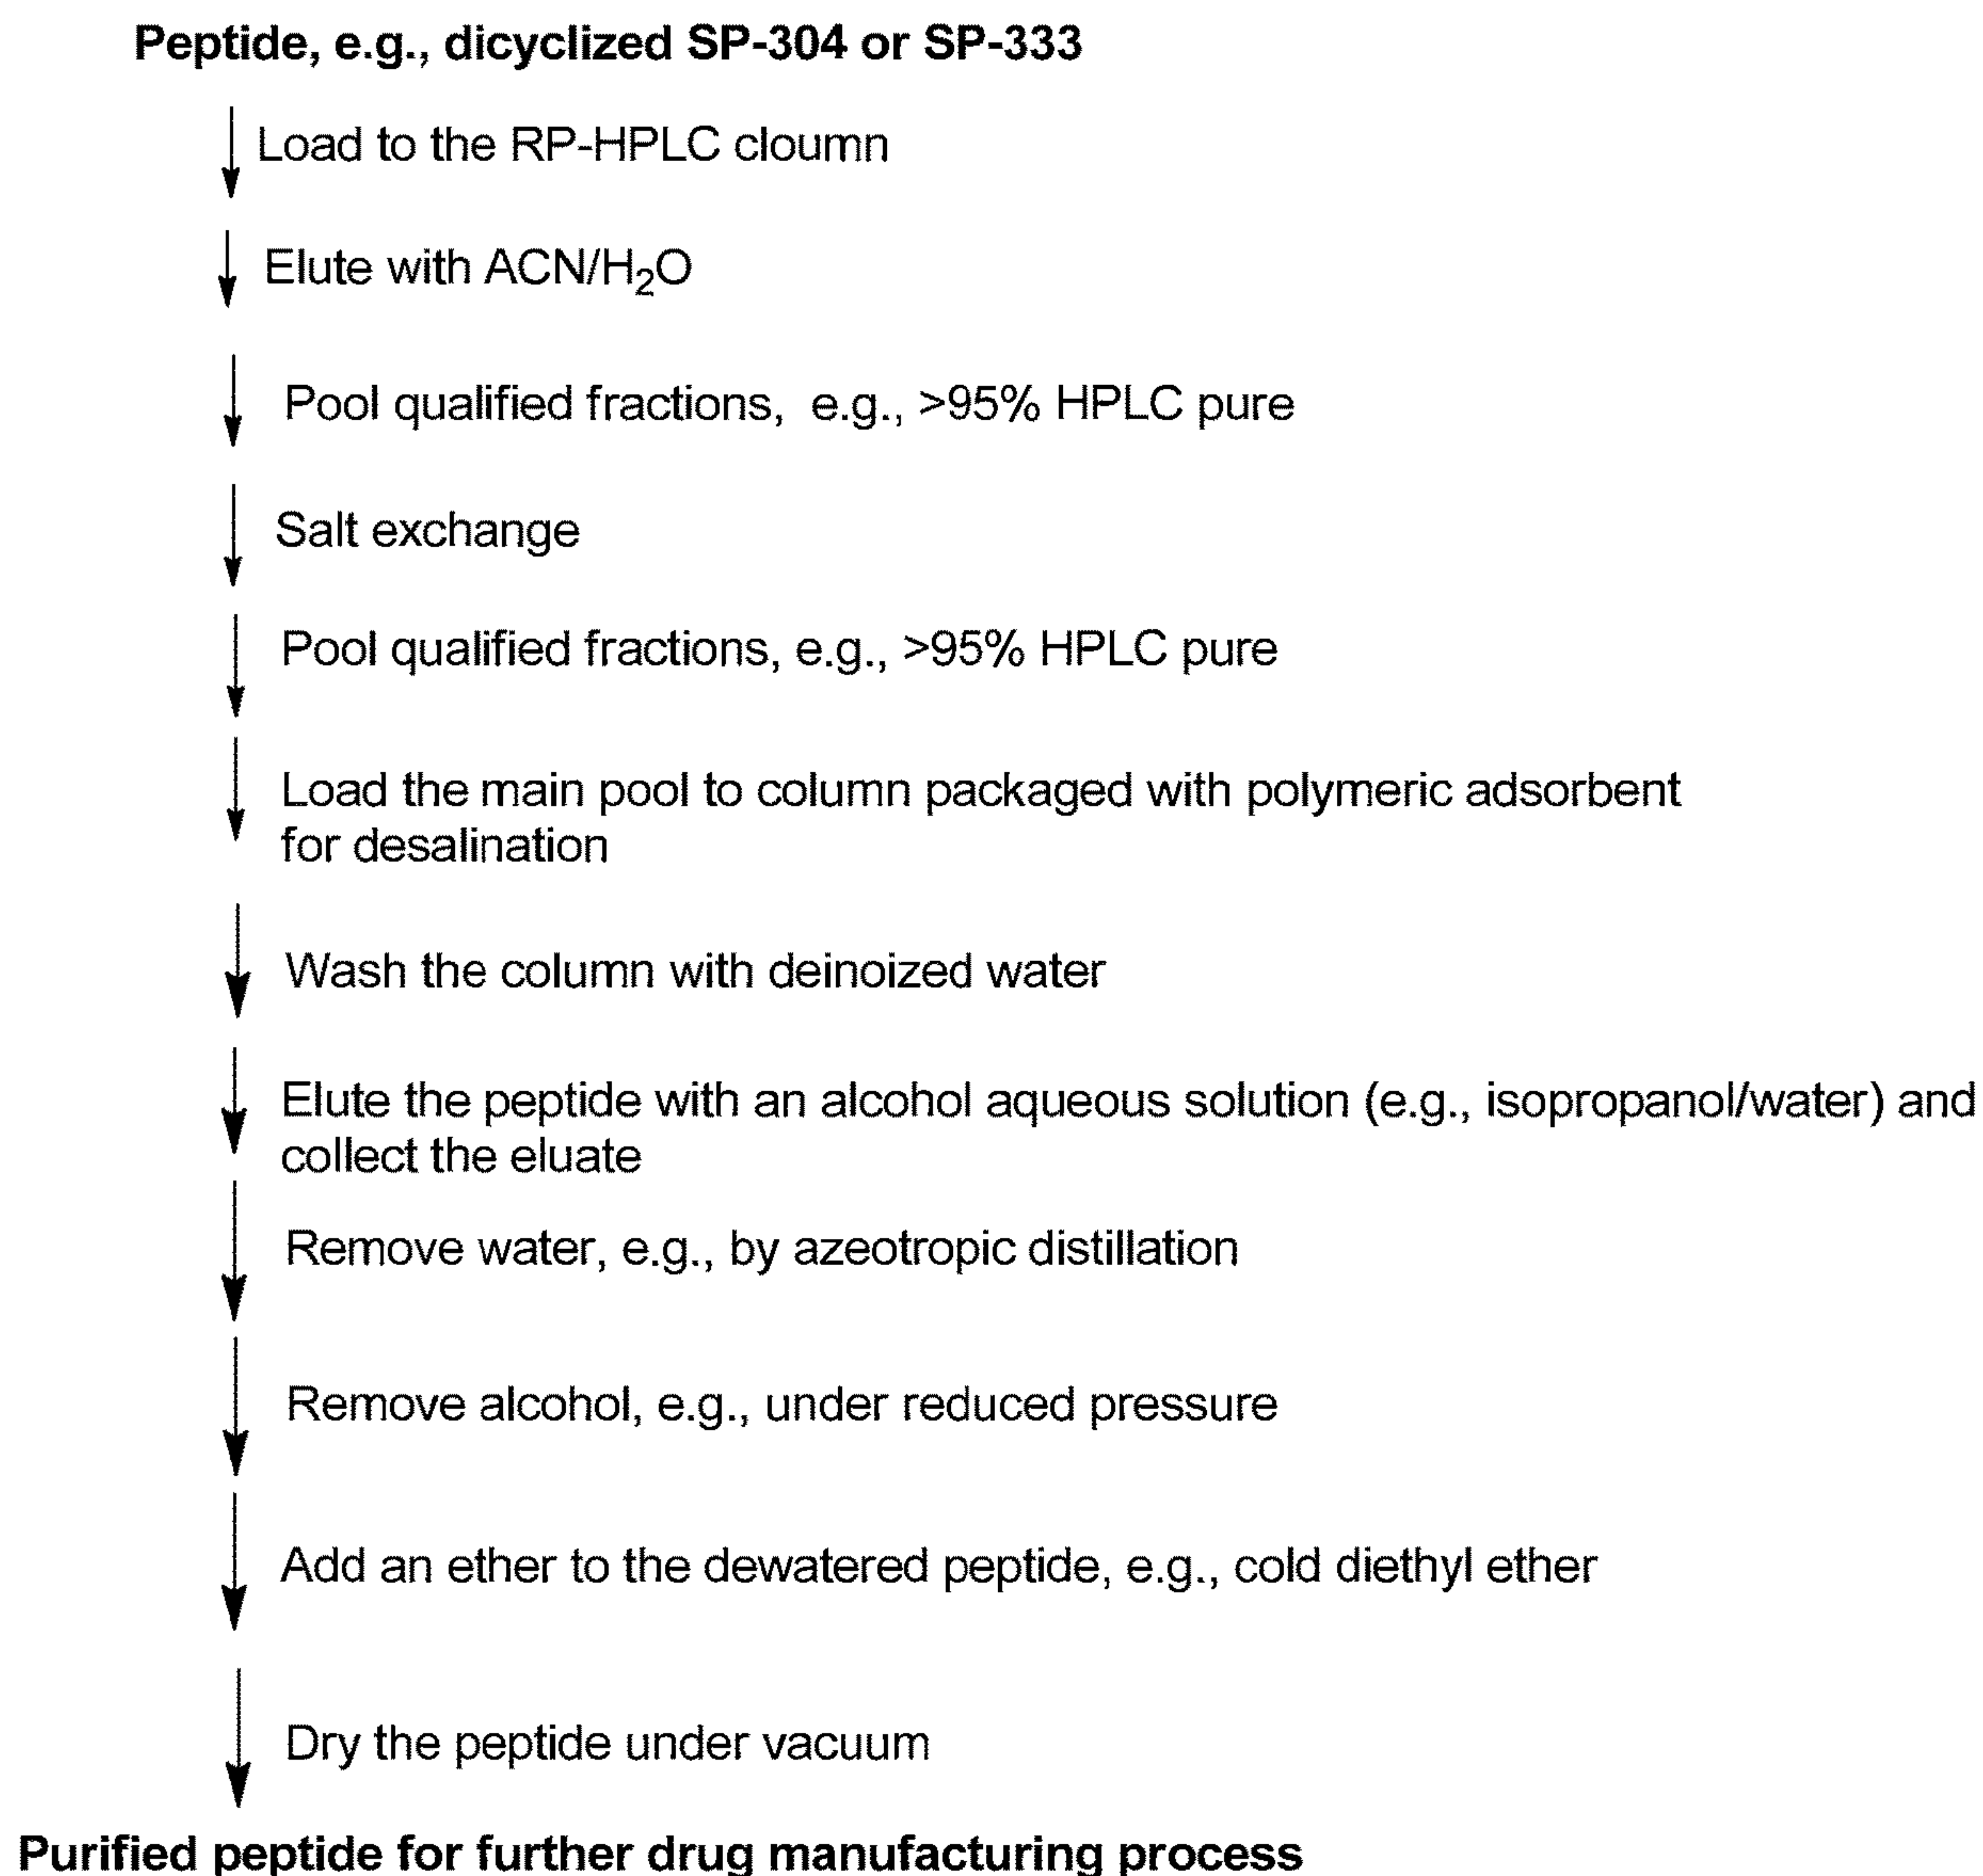 Peptide, e.g., dicyclized SP-304 or SP-333
Load to the RP-HPLC cloumn
Elute with ACN/H₂O
Pool qualified fractions, e.g., >95% HPLC pure
Salt exchange
Pool qualified fractions, e.g., >95% HPLC pure
Load the main pool to column packaged with polymeric adsorbent
for desalination
Wash the column with deinoized water
Elute the peptide with an alcohol aqueous solution (e.g., isopropanol/water) and
collect the eluate
Remove water, e.g., by azeotropic distillation
Remove alcohol, e.g., under reduced pressure
Add an ether to the dewatered peptide, e.g., cold diethyl ether
Dry the peptide under vacuum
Purified peptide for further drug manufacturing process